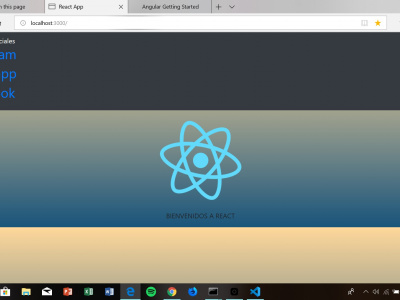 n this page
React App
Angular Getting Started
localhost:3000/
ciales
am
pp
ok
BIENVENIDOS A REACT